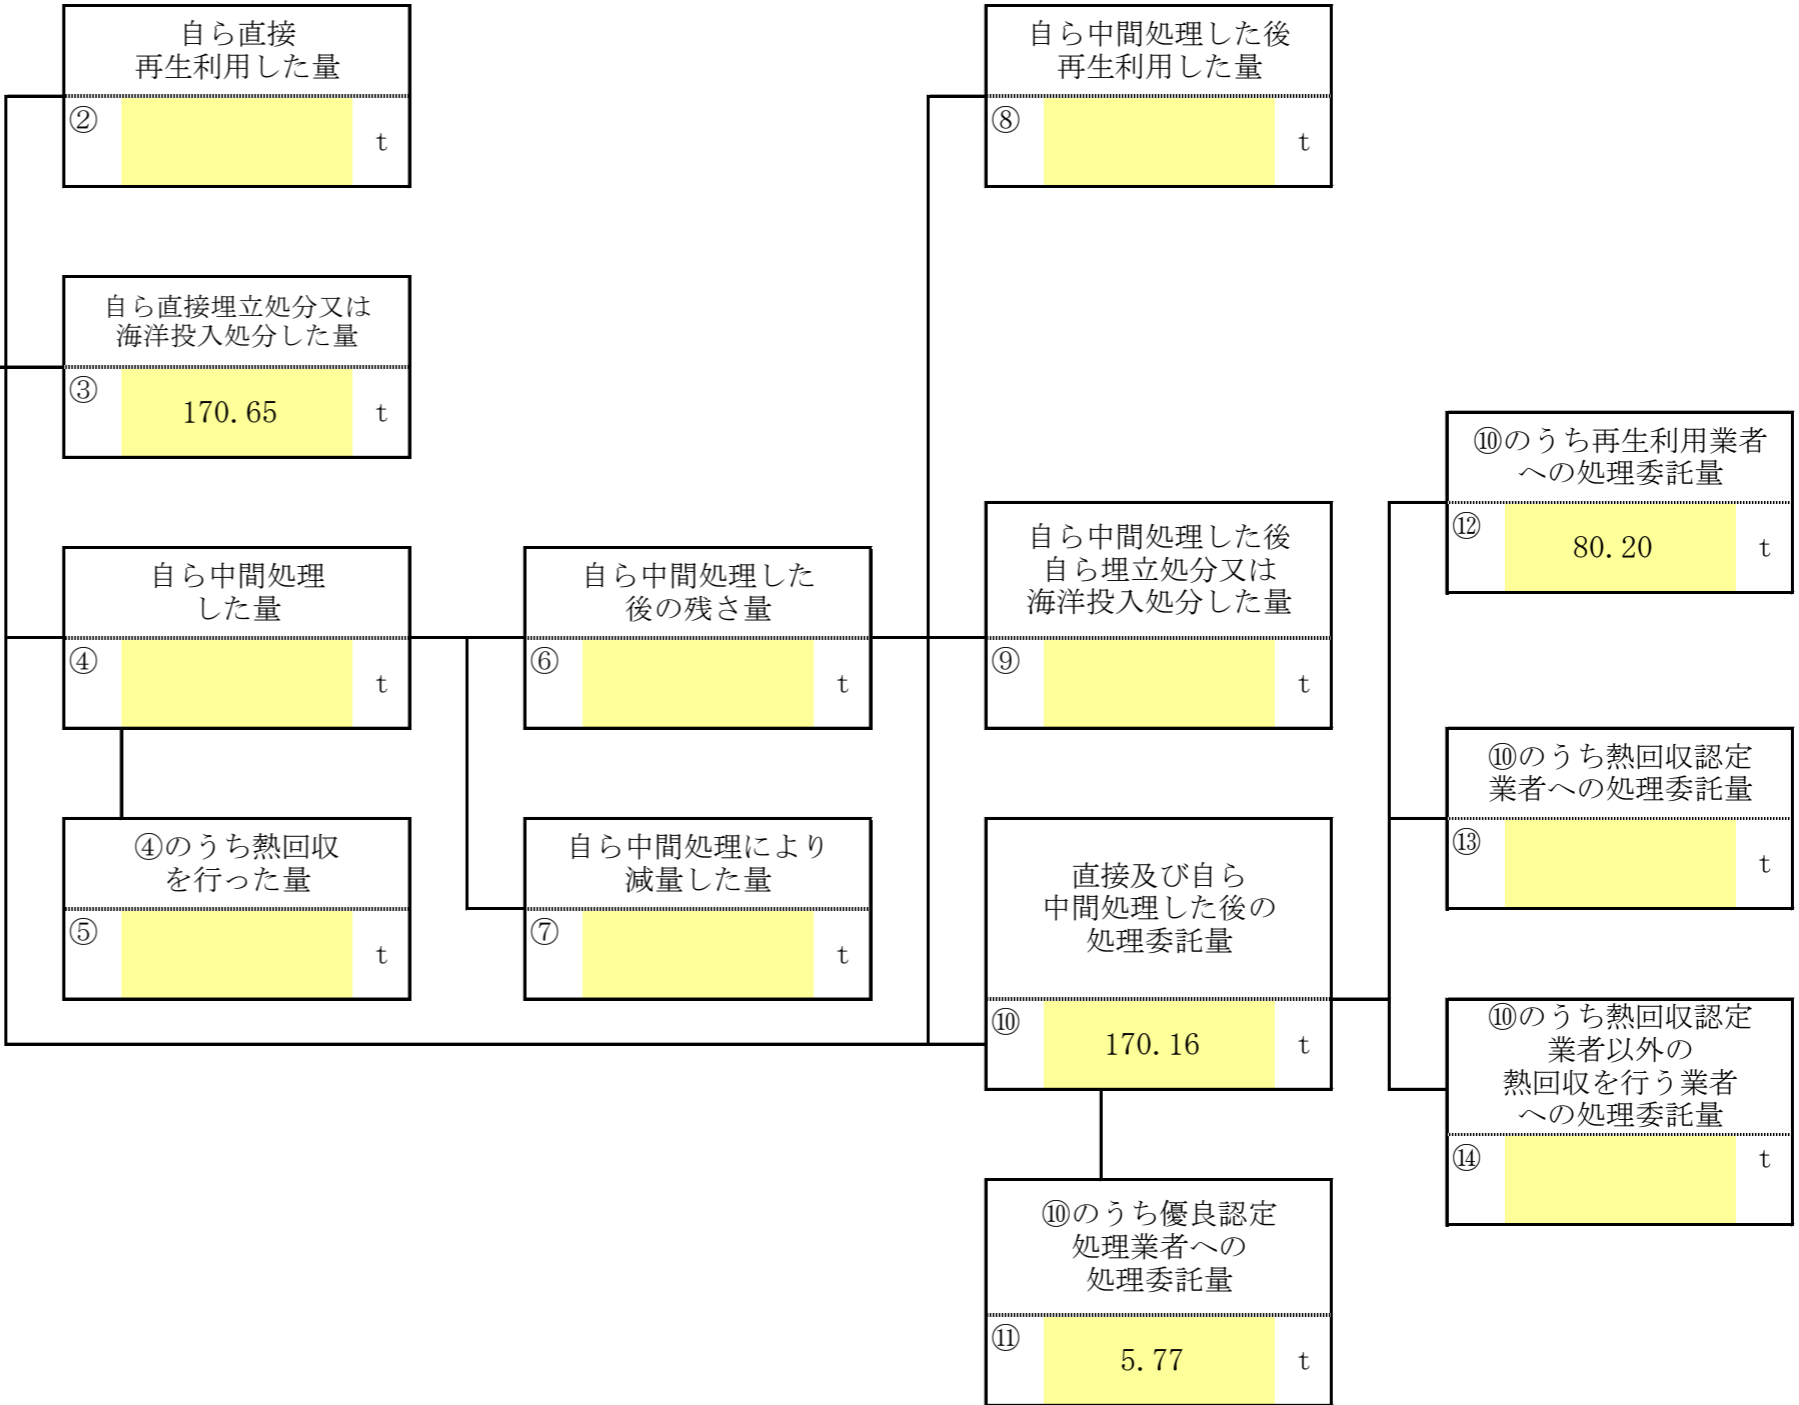 自ら直接
再生利用した量
②
t
自ら中間処理した後
再生利用した量
⑧
t
自ら直接埋立処分又は
海洋投入処分した量
③
170.65
t
⑩のうち再生利用業者
への処理委託量
⑫
80.20
t
自ら中間処理
した量
④
t
自ら中間処理した
後の残さ量
⑥
t
自ら中間処理した後
自ら埋立処分又は
海洋投入処分した量
⑨
t
⑩のうち熱回収認定
業者への処理委託量
⑬
t
④のうち熱回収
を行った量
⑤
t
自ら中間処理により
減量した量
⑦
t
直接及び自ら
中間処理した後の
処理委託量
⑩
170.16
t
⑩のうち熱回収認定
業者以外の
熱回収を行う業者
への処理委託量
⑭
t
⑩のうち優良認定
処理業者への
処理委託量
⑪
5.77
t